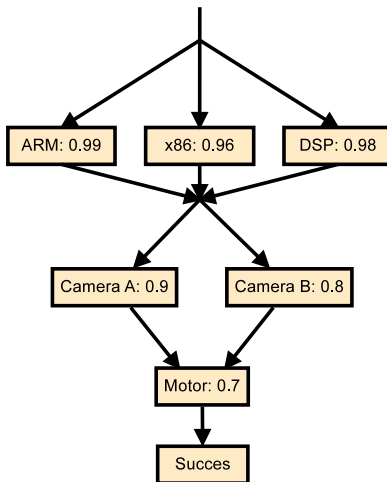 ARM: 0.99
x86: 0.96
DSP: 0.98
Camera A: 0.9
Camera B: 0.8
Motor: 0.7
Succes